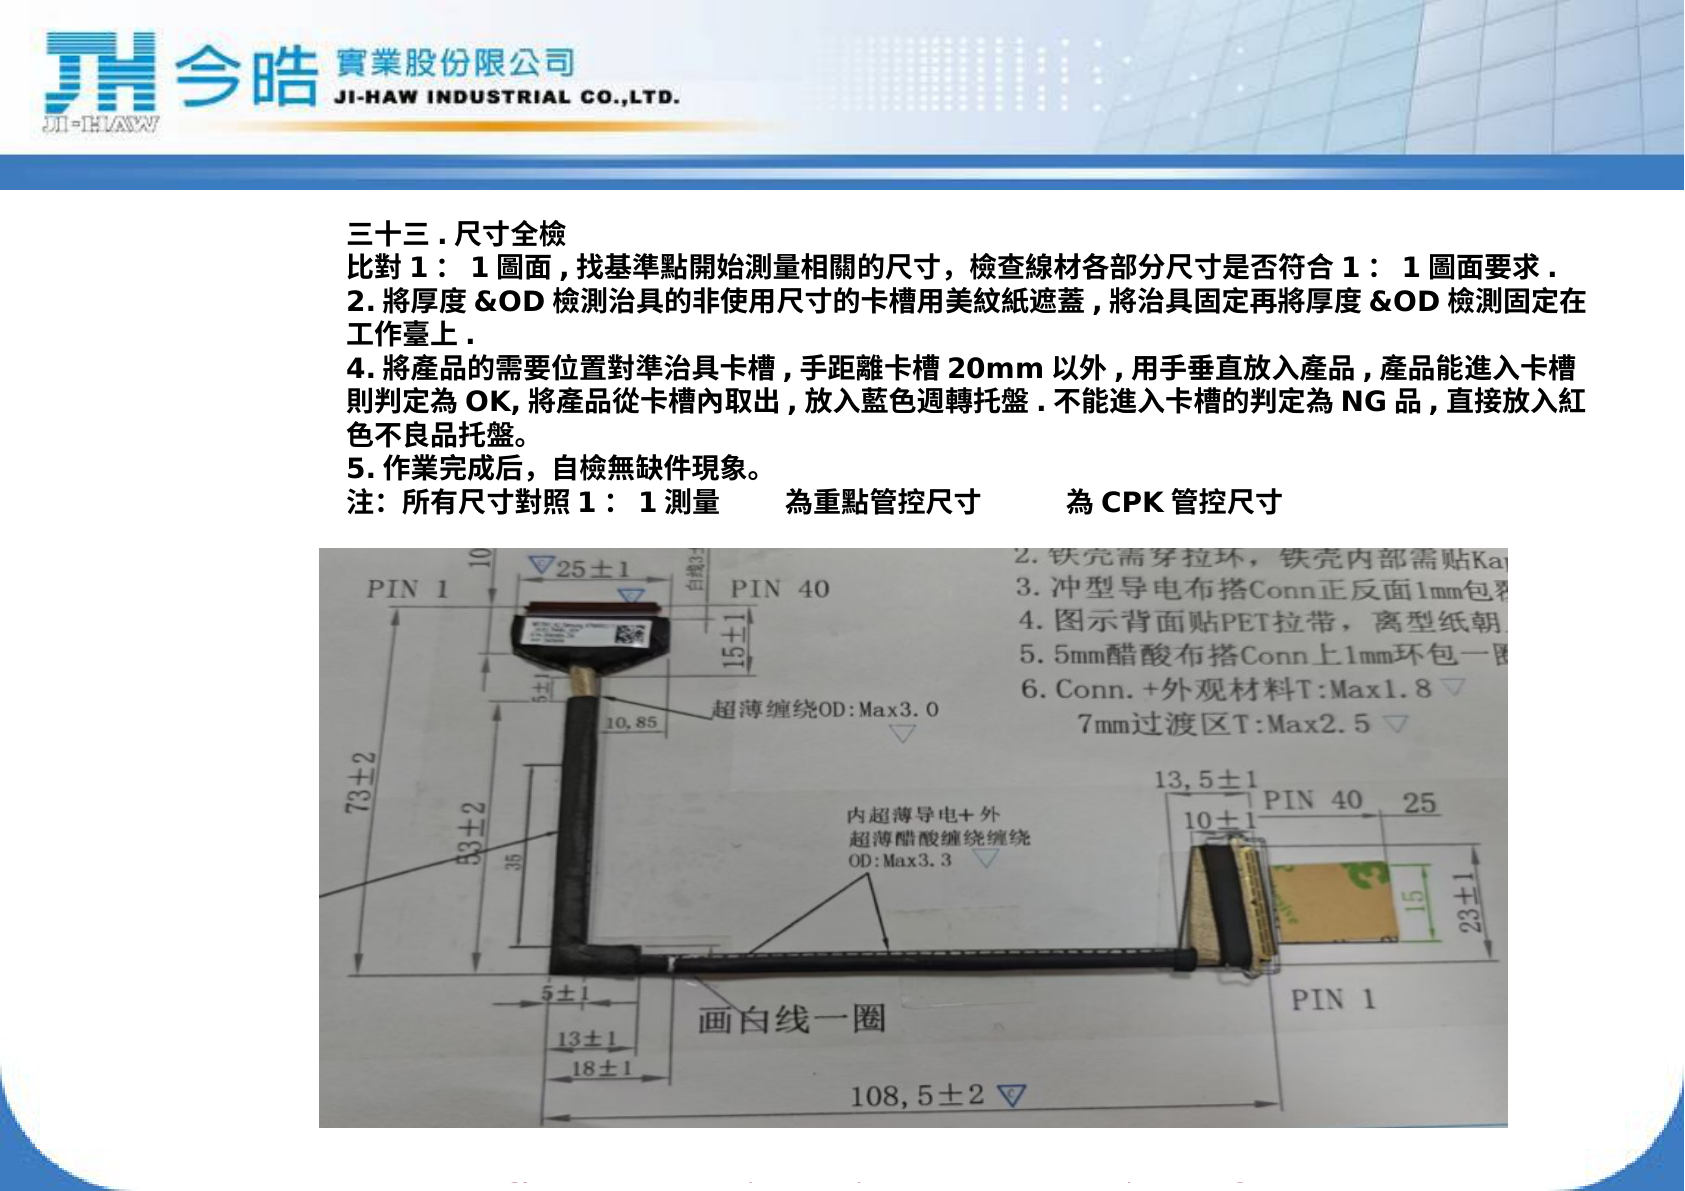 JH 今皓 實業股份限公司
JI-HAW INDUSTRIAL CO.,LTD.
JI-HAW
三十三 . 尺寸全檢
比對 1： 1 圖面 , 找基準點開始測量相關的尺寸，檢查線材各部分尺寸是否符合 1： 1 圖面要求 .
2. 將厚度 &OD 檢測治具的非使用尺寸的卡槽用美紋紙遮蓋 , 將治具固定再將厚度 &OD 檢測固定在
工作臺上 .
4. 將產品的需要位置對準治具卡槽 , 手距離卡槽 20mm 以外 , 用手垂直放入產品 , 產品能進入卡槽
則判定為 OK, 將產品從卡槽內取出 , 放入藍色週轉托盤 . 不能進入卡槽的判定為 NG 品 , 直接放入紅
色不良品托盤。
5. 作業完成后，自檢無缺件現象。
注：所有尺寸對照 1： 1 測量 為重點管控尺寸 為 CPK 管控尺寸
10
25±1
白线3±
PIN 1
PIN 40
15±1
5±1
超薄缠绕OD:Max3.0
10,85
73±2
53±2
35
2. 铁壳需穿拉环，铁壳内部需贴Ka
3. 冲型导电布搭Conn正反面1mm包
4. 图示背面贴PET拉带，离型纸朝
5. 5mm醋酸布搭Conn上1mm环包一
6. Conn.+外观材料T:Max1.8
7mm过渡区T:Max2.5
13,5±1
10±1
PIN 40
25
内超薄导电+外
超薄醋酸缠绕缠绕
OD:Max3.3
15
23±1
PIN 1
5±1
画白线一圈
13±1
18±1
108,5±2